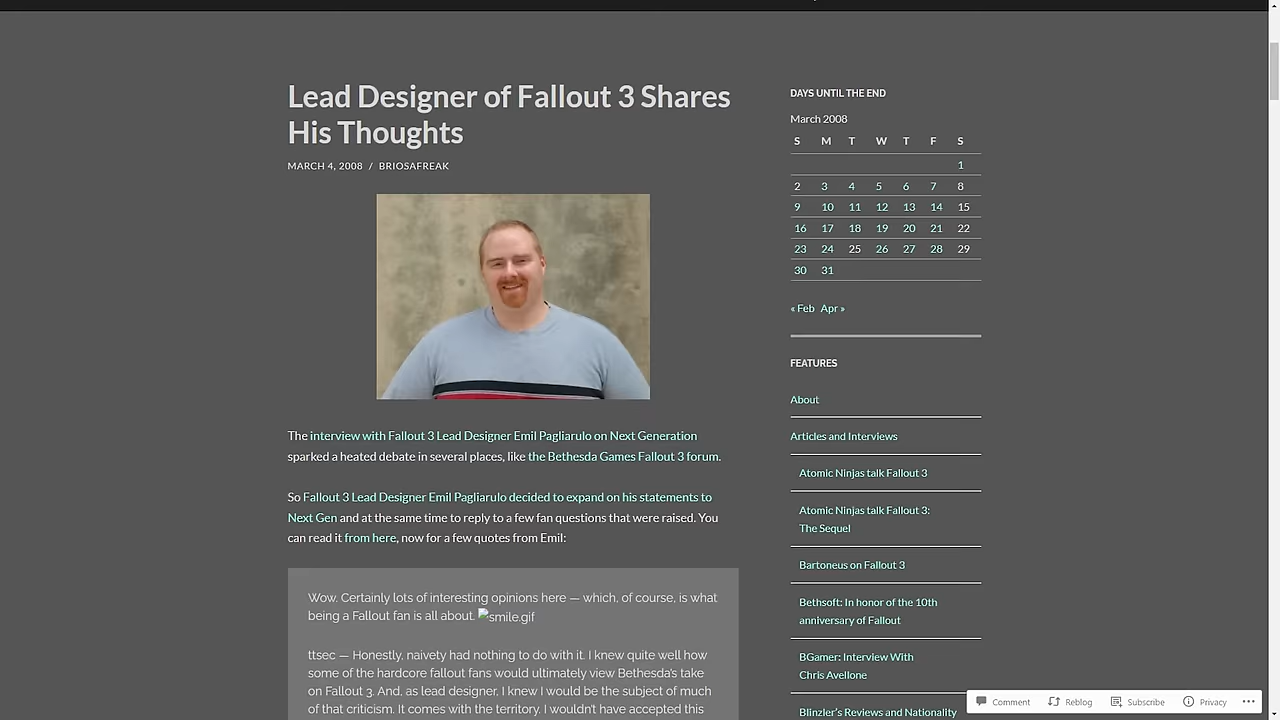 Lead Designer of Fallout 3 Shares
His Thoughts
MARCH 4, 2008 / BRIOSAFREAK
The interview with Fallout 3 Lead Designer Emil Pagliarulo on Next Generation
sparked a heated debate in several places, like the Bethesda Games Fallout 3 forum.
So Fallout 3 Lead Designer Emil Pagliarulo decided to expand on his statements to
Next Gen and at the same time to reply to a few fan questions that were raised. You
can read it from here, now for a few quotes from Emil:
Wow. Certainly lots of interesting opinions here — which, of course, is what
being a Fallout fan is all about. smile.gif
ttsec — Honestly, naivety had nothing to do with it. I knew quite well how
some of the hardcore fallout fans would ultimately view Bethesda's take
on Fallout 3. And, as lead designer, I knew I would be the subject of much
of that criticism. It comes with the territory. I wouldn't have accepted this
DAYS UNTIL THE END
March 2008
S M T W T F S
1
2 3 4 5 6 7 8
9 10 11 12 13 14 15
16 17 18 19 20 21 22
23 24 25 26 27 28 29
30 31
« Feb Apr »
FEATURES
About
Articles and Interviews
Atomic Ninjas talk Fallout 3
Atomic Ninjas talk Fallout 3:
The Sequel
Bartoneus on Fallout 3
Bethsoft: In honor of the 10th
anniversary of Fallout
BGamer: Interview With
Chris Avellone
Blinzler's Reviews and Nationality
Comment Reblog Subscribe Privacy